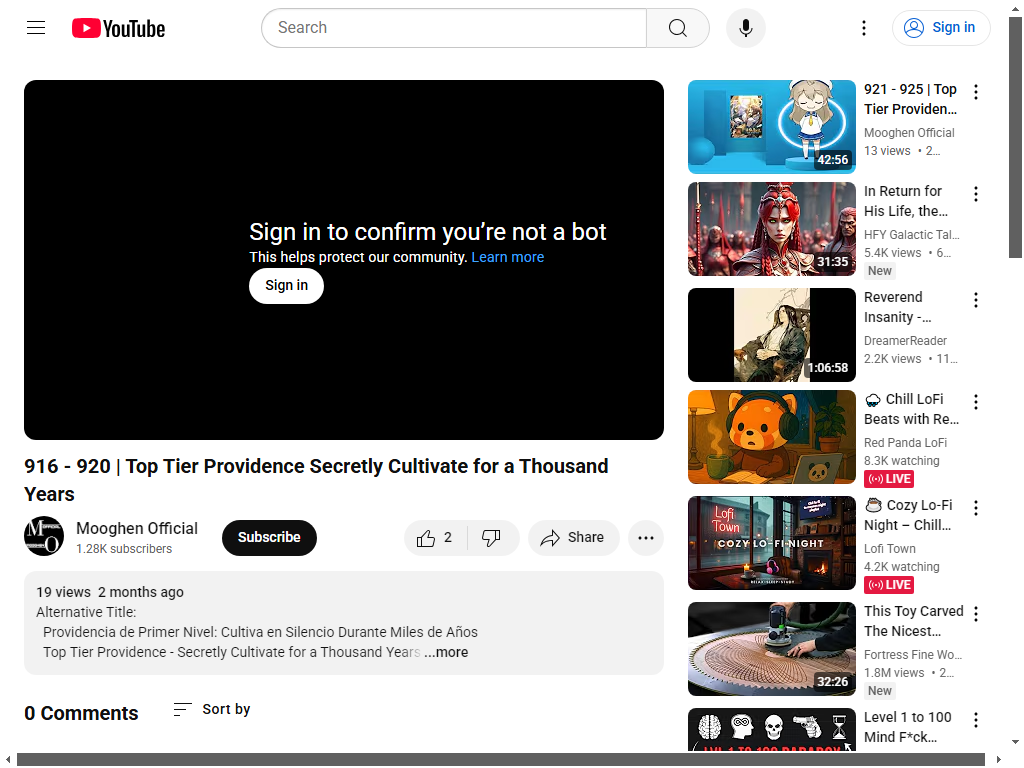 YouTube
Search
Sign in
Sign in to confirm you’re not a bot
This helps protect our community. Learn more
Sign in
916 - 920 | Top Tier Providence Secretly Cultivate for a Thousand
Years
Mooghen Official
1.28K subscribers
Subscribe
2
Share
19 views 2 months ago
Alternative Title:
Providencia de Primer Nivel: Cultiva en Silencio Durante Miles de Años
Top Tier Providence - Secretly Cultivate for a Thousand Years ...more
0 Comments
Sort by
42:56
921 - 925 | Top
Tier Providen...
Mooghen Official
13 views • 2...
31:35
In Return for
His Life, the...
HFY Galactic Tal...
5.4K views • 6...
New
1:06:58
Reverend
Insanity -...
DreamerReader
2.2K views • 11...
Chill LoFi
Beats with Re...
Red Panda LoFi
8.3K watching
LIVE
Lofi
Town
COZY LO-FI NIGHT
Cozy Lo-Fi
Night – Chill...
Lofi Town
4.2K watching
LIVE
32:26
This Toy Carved
The Nicest...
Fortress Fine Wo...
1.8M views • 2...
New
Level 1 to 100
Mind F*ck...